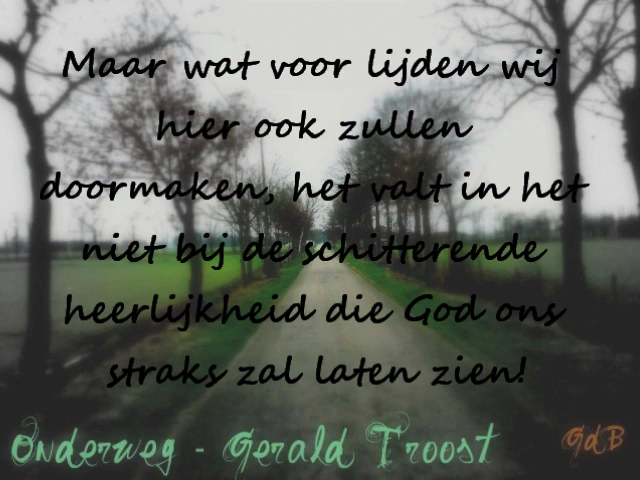 Maar wat voor lijden wij
hier ook zullen
doormaken, het valt in het
niet bij de schitterende
heerlijkheid die God ons
straks zal laten zien!
Onderweg - Gerald Troost
GdB